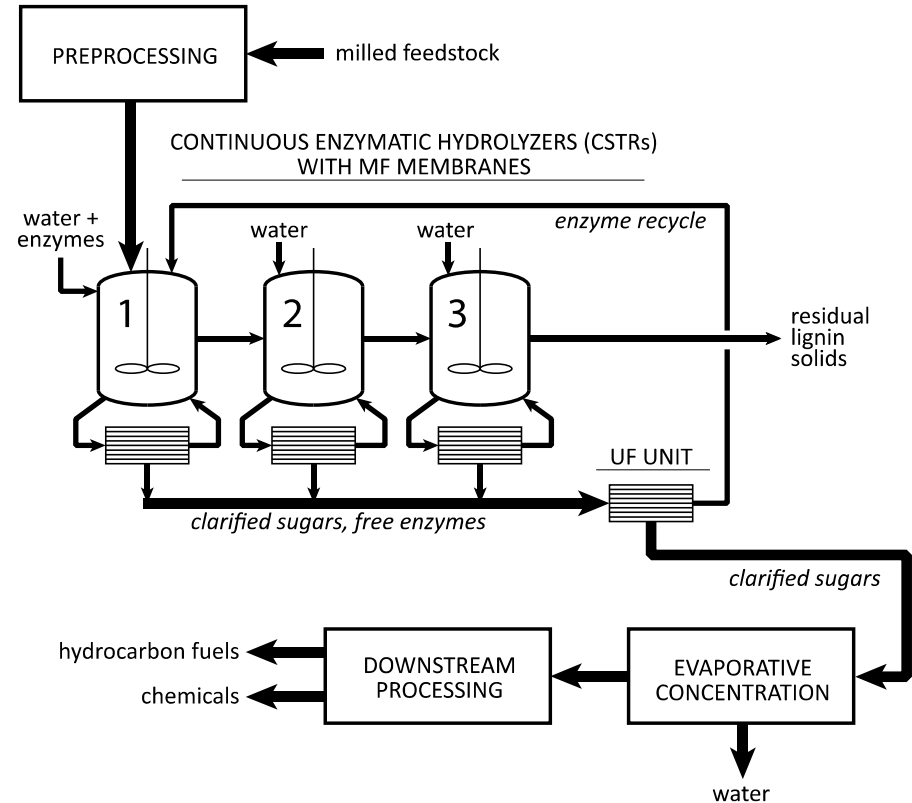 PREPROCESSING
milled feedstock
CONTINUOUS ENZYMATIC HYDROLYZERS (CSTRs)
WITH MF MEMBRANES
water +
enzymes
water
water
enzyme recycle
1
2
3
residual
lignin
solids
UF UNIT
clarified sugars, free enzymes
clarified sugars
hydrocarbon fuels
chemicals
DOWNSTREAM
PROCESSING
EVAPORATIVE
CONCENTRATION
water